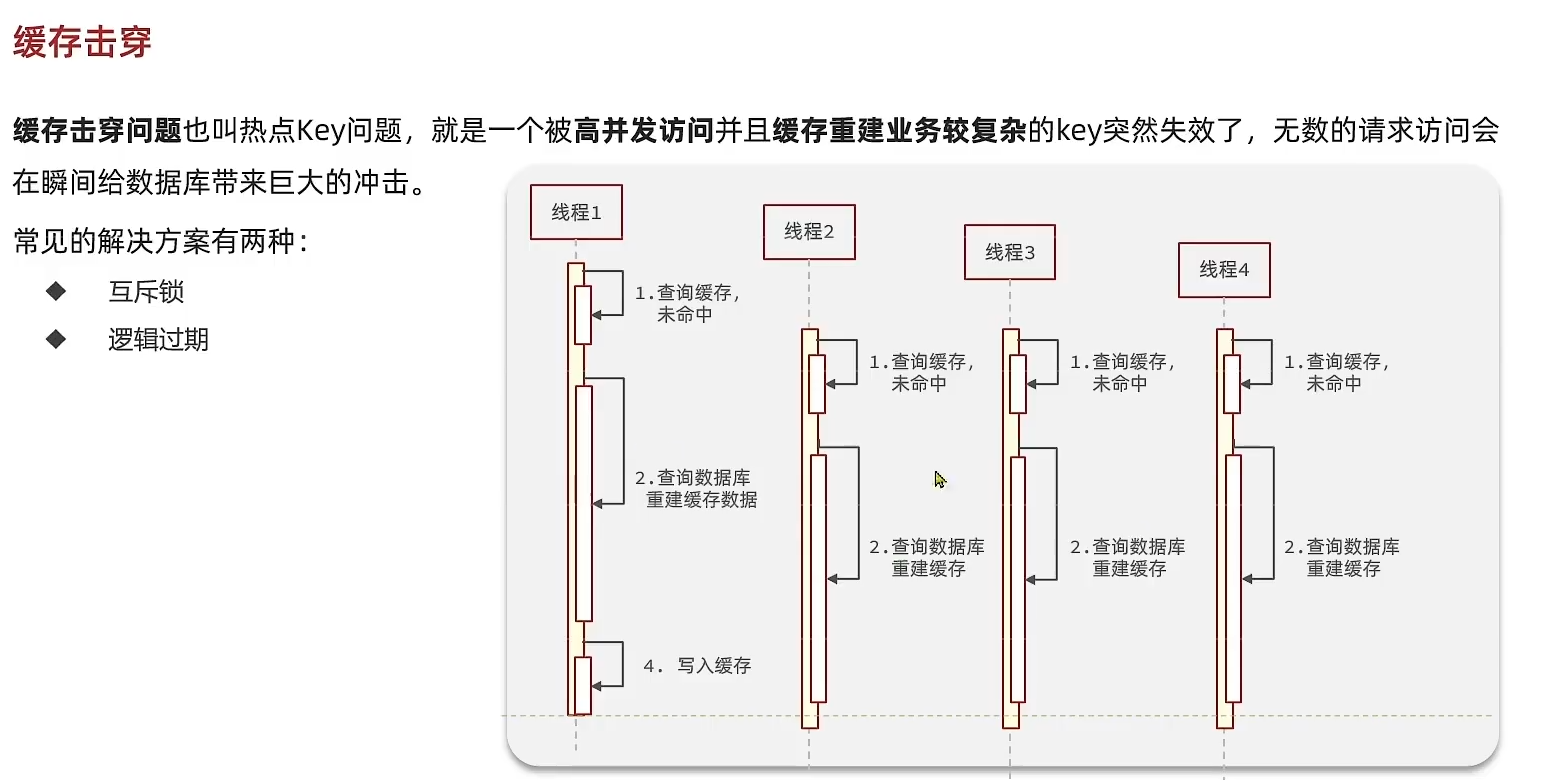 缓存击穿
缓存击穿问题也叫热点Key问题，就是一个被高并发访问并且缓存重建业务较复杂的key突然失效了，无数的请求访问会
在瞬间给数据库带来巨大的冲击。
常见的解决方案有两种：
互斥锁
逻辑过期
线程1
1.查询缓存，
未命中
2.查询数据库
重建缓存数据
4. 写入缓存
线程2
1.查询缓存，
未命中
2.查询数据库
重建缓存
线程3
1.查询缓存，
未命中
2.查询数据库
重建缓存
线程4
1.查询缓存，
未命中
2.查询数据库
重建缓存